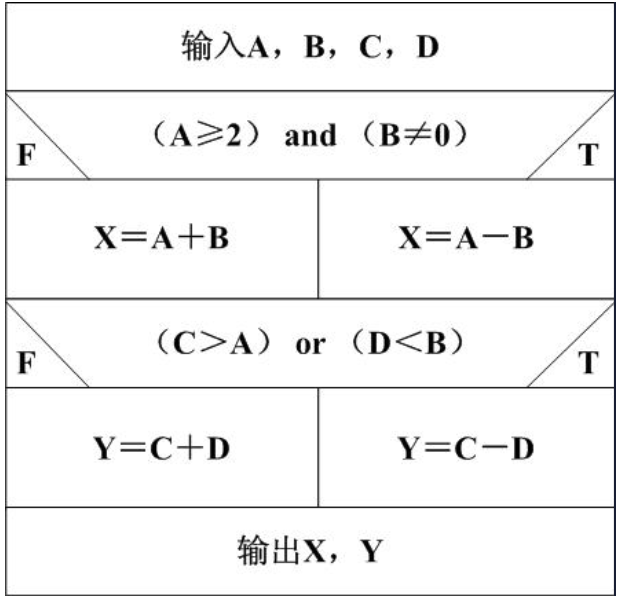 输入A，B，C，D
（A≥2） and （B≠0）
F T
X＝A＋B X＝A－B
（C＞A） or （D＜B）
F T
Y＝C＋D Y＝C－D
输出X，Y